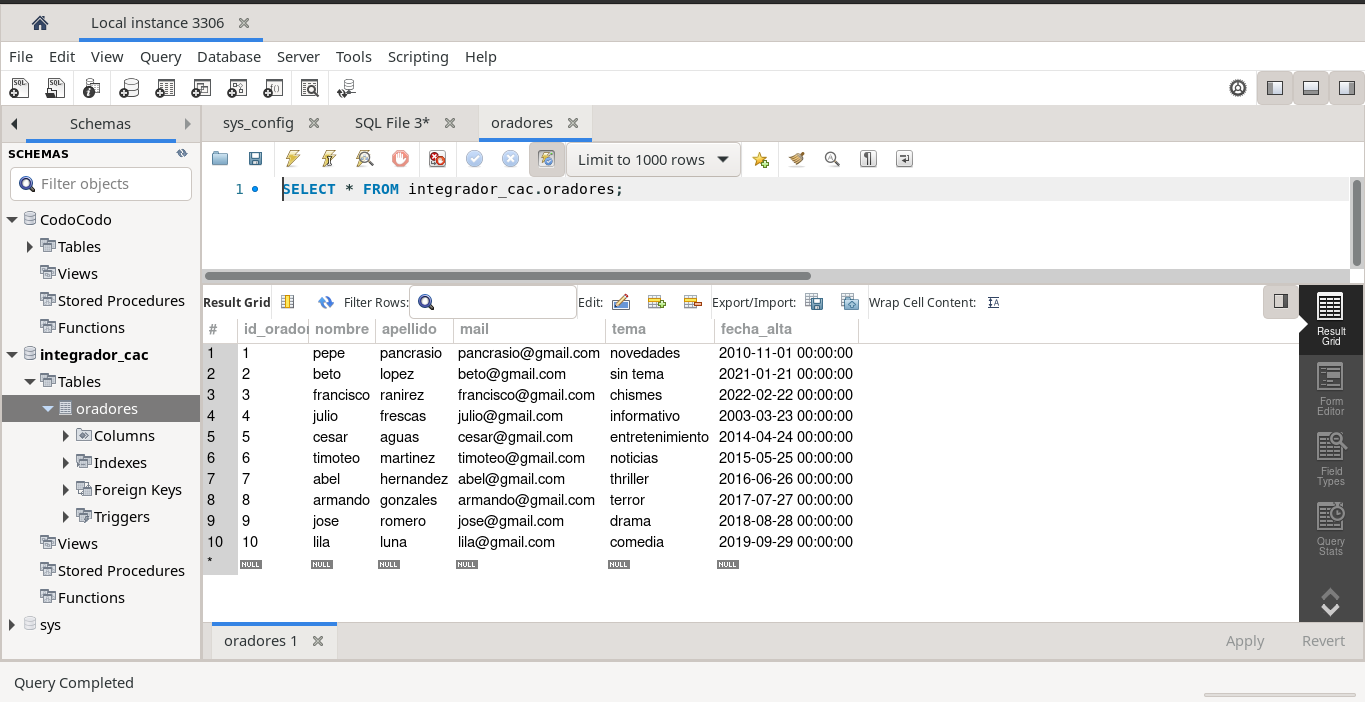 Local instance 3306
File Edit View Query Database Server Tools Scripting Help
Schemas
SCHEMAS
Filter objects
CodoCodo
Tables
Views
Stored Procedures
Functions
integrador_cac
Tables
oradores
Columns
Indexes
Foreign Keys
Triggers
Views
Stored Procedures
Functions
sys
sys_config SQL File 3* oradores
Limit to 1000 rows
1 SELECT * FROM integrador_cac.oradores;
Result Grid Filter Rows: Edit: Export/Import: Wrap Cell Content:
# id_orador nombre apellido mail tema fecha_alta
1 1 pepe pancrasio pancrasio@gmail.com novedades 2010-11-01 00:00:00
2 2 beto lopez beto@gmail.com sin tema 2021-01-21 00:00:00
3 3 francisco ranirez francisco@gmail.com chismes 2022-02-22 00:00:00
4 4 julio frescas julio@gmail.com informativo 2003-03-23 00:00:00
5 5 cesar aguas cesar@gmail.com entretenimiento 2014-04-24 00:00:00
6 6 timoteo martinez timoteo@gmail.com noticias 2015-05-25 00:00:00
7 7 abel hernandez abel@gmail.com thriller 2016-06-26 00:00:00
8 8 armando gonzales armando@gmail.com terror 2017-07-27 00:00:00
9 9 jose romero jose@gmail.com drama 2018-08-28 00:00:00
10 10 lila luna lila@gmail.com comedia 2019-09-29 00:00:00
* NULL NULL NULL NULL NULL NULL
Result
Grid
Form
Editor
Field
Types
Query
Stats
oradores 1
Apply Revert
Query Completed